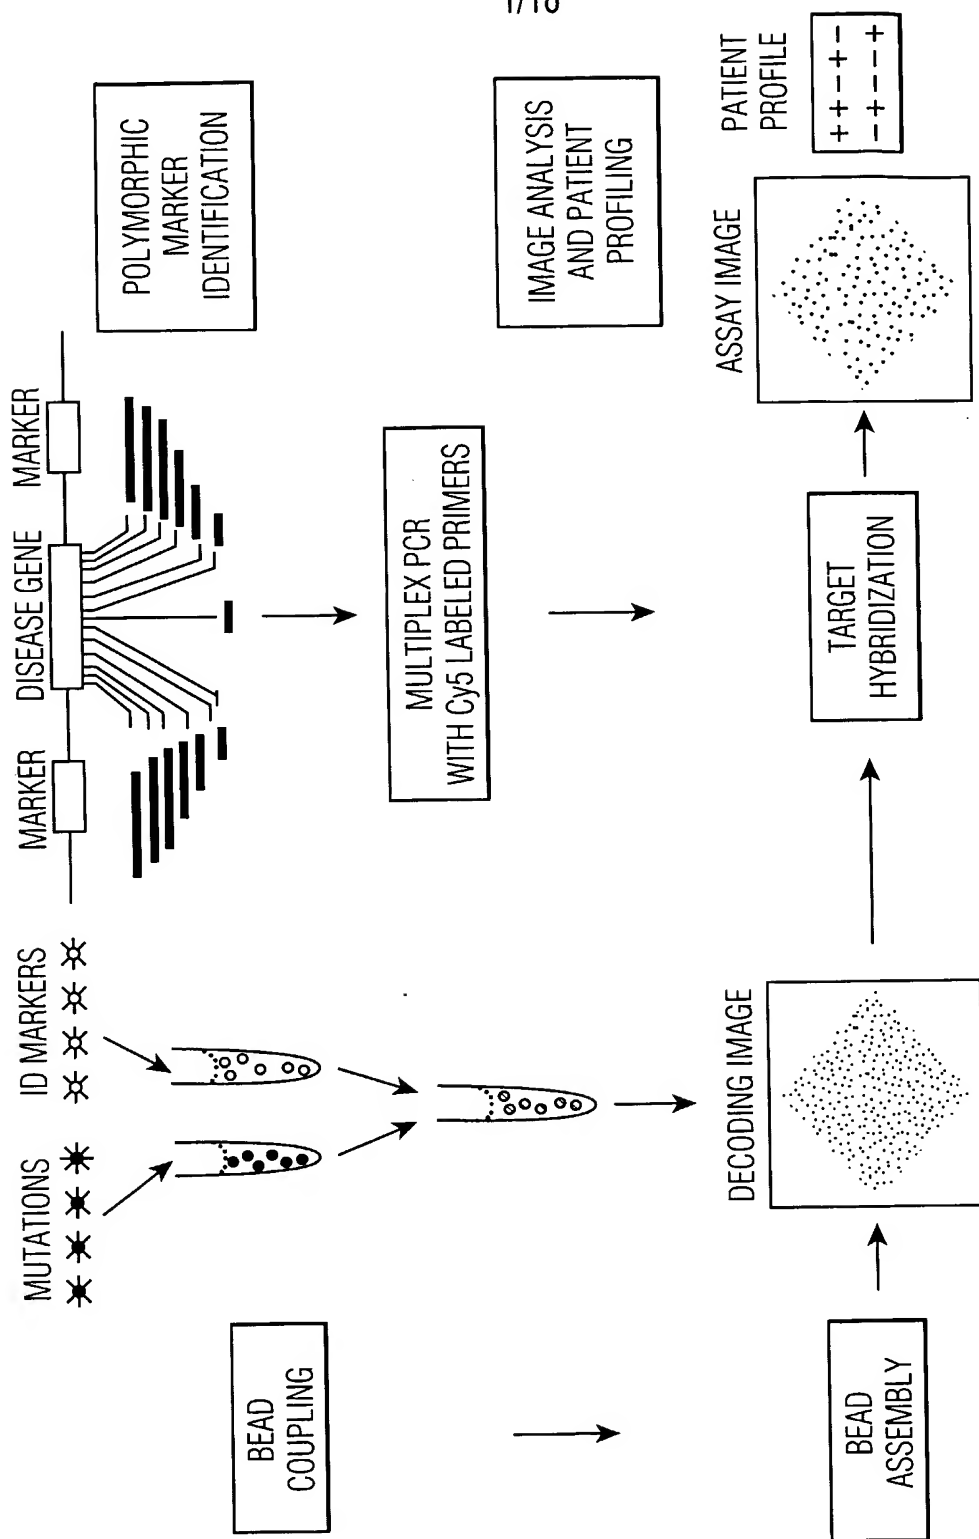 BEAD
COUPLING
MUTATIONS
ID MARKERS
MARKER
DISEASE GENE
MARKER
POLYMORPHIC
MARKER
IDENTIFICATION
MULTIPLEX PCR
WITH Cy5 LABELED PRIMERS
IMAGE ANALYSIS
AND PATIENT
PROFILING
BEAD
ASSEMBLY
DECODING IMAGE
TARGET
HYBRIDIZATION
ASSAY IMAGE
PATIENT
PROFILE
++−+−
−+−−+